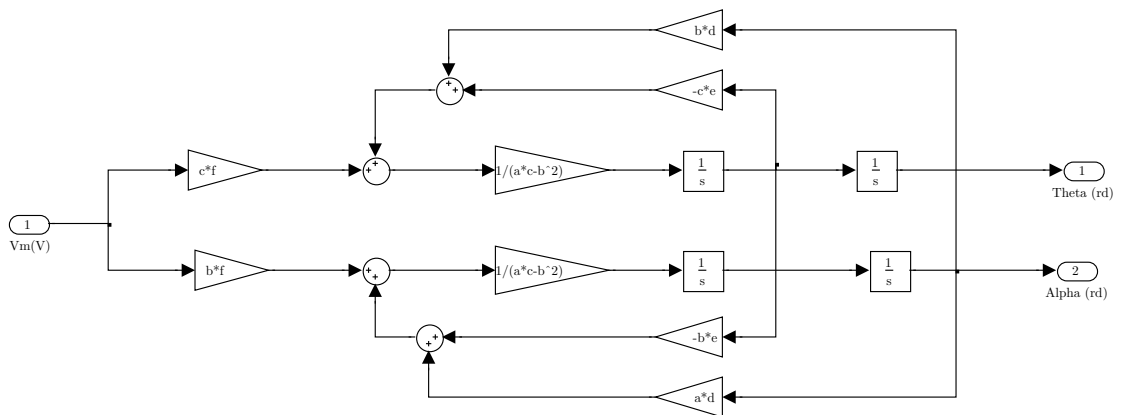 b*d
+
+
-c*e
c*f
+
+
1/(a*c-b^2)
1
s
1
s
1
Theta (rd)
1
Vm(V)
b*f
+
+
1/(a*c-b^2)
1
s
1
s
2
Alpha (rd)
+
+
-b*e
a*d